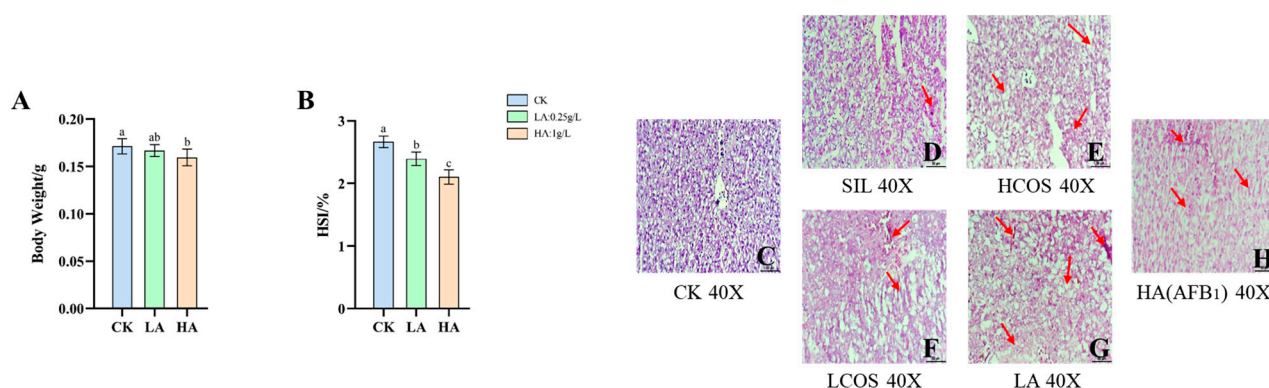 A
Body Weight/g
0.20
0.15
0.10
0.05
0.00
a
ab
b
CK
LA
HA
B
HSI/%
3
2
1
0
a
b
c
CK
LA
HA
CK
LA:0.25g/L
HA:1g/L
C
CK 40X
D
SIL 40X
E
HCOS 40X
F
LCOS 40X
G
LA 40X
H
HA(AFB1) 40X